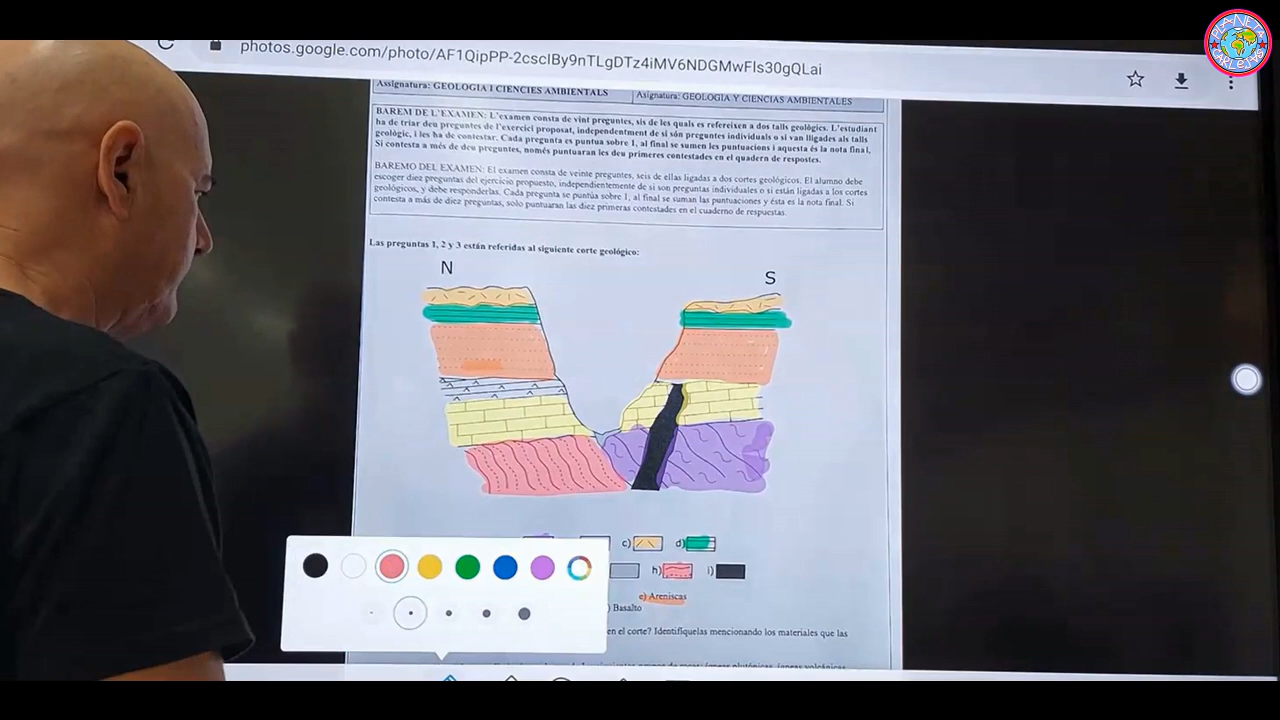 photos.google.com/photo/AF1QipPP-2csclBy9nTLgDTz4iMV6NDGMwFls30gQLai
PLANETA
PARLEJAS
Assignatura: GEOLOGIA I CIÈNCIES AMBIENTALS
Asignatura: GEOLOGÍA Y CIENCIAS AMBIENTALES
BAREM DE L'EXAMEN: L'examen consta de vint preguntes, sis de les quals es refereixen a dos talls geològics. L'estudiant
ha de triar deu preguntes de l'exercici proposat, independentment de si són preguntes individuals o si van lligades als talls
geològic, i les ha de contestar. Cada pregunta es puntua sobre 1, al final se sumen les puntuacions i aquesta és la nota final.
Si contesta a més de deu preguntes, només puntuaran les deu primeres contestades en el quadern de respostes.
BAREMO DEL EXAMEN: El examen consta de veinte preguntas, seis de ellas ligadas a dos cortes geológicos. El alumno debe
escoger diez preguntas del ejercicio propuesto, independientemente de si son preguntas individuales o si están ligadas a los cortes
geológicos, y debe responderlas. Cada pregunta se puntúa sobre 1, al final se suman las puntuaciones y ésta es la nota final. Si
contesta a más de diez preguntas, solo puntuaran las diez primeras contestadas en el cuaderno de respuestas.
Las preguntas 1, 2 y 3 están referidas al siguiente corte geológico:
N
S
c)
d)
h)
i)
e) Areniscas
) Basalto
en el corte? Identifíquelas mencionando los materiales que las